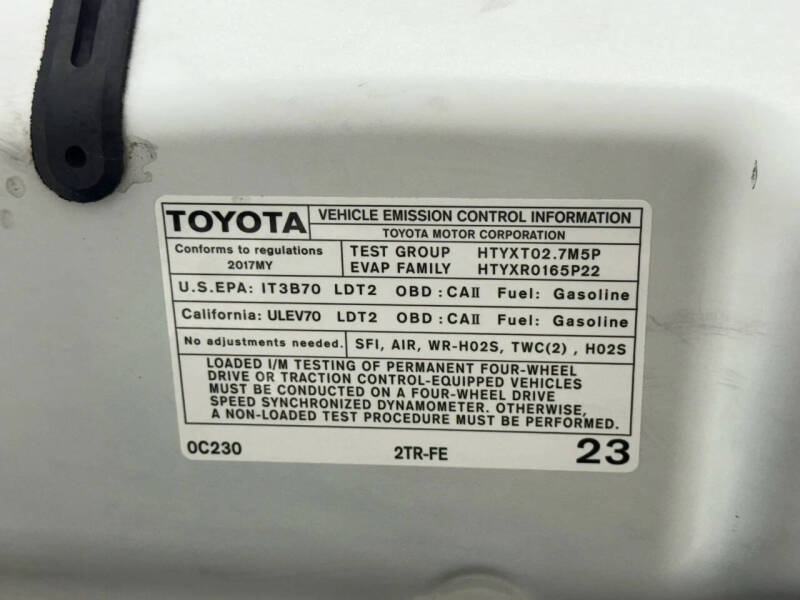 TOYOTA
VEHICLE EMISSION CONTROL INFORMATION
TOYOTA MOTOR CORPORATION
Conforms to regulations
2017MY
TEST GROUP HTYXT02.7M5P
EVAP FAMILY HTYXR0165P22
U.S.EPA: IT3B70 LDT2 OBD : CAⅡ Fuel: Gasoline
California: ULEV70 LDT2 OBD : CAⅡ Fuel: Gasoline
No adjustments needed. SFI, AIR, WR-HO2S, TWC(2) , HO2S
LOADED I/M TESTING OF PERMANENT FOUR-WHEEL
DRIVE OR TRACTION CONTROL-EQUIPPED VEHICLES
MUST BE CONDUCTED ON A FOUR-WHEEL DRIVE
SPEED SYNCHRONIZED DYNAMOMETER. OTHERWISE,
A NON-LOADED TEST PROCEDURE MUST BE PERFORMED.
0C230 2TR-FE 23